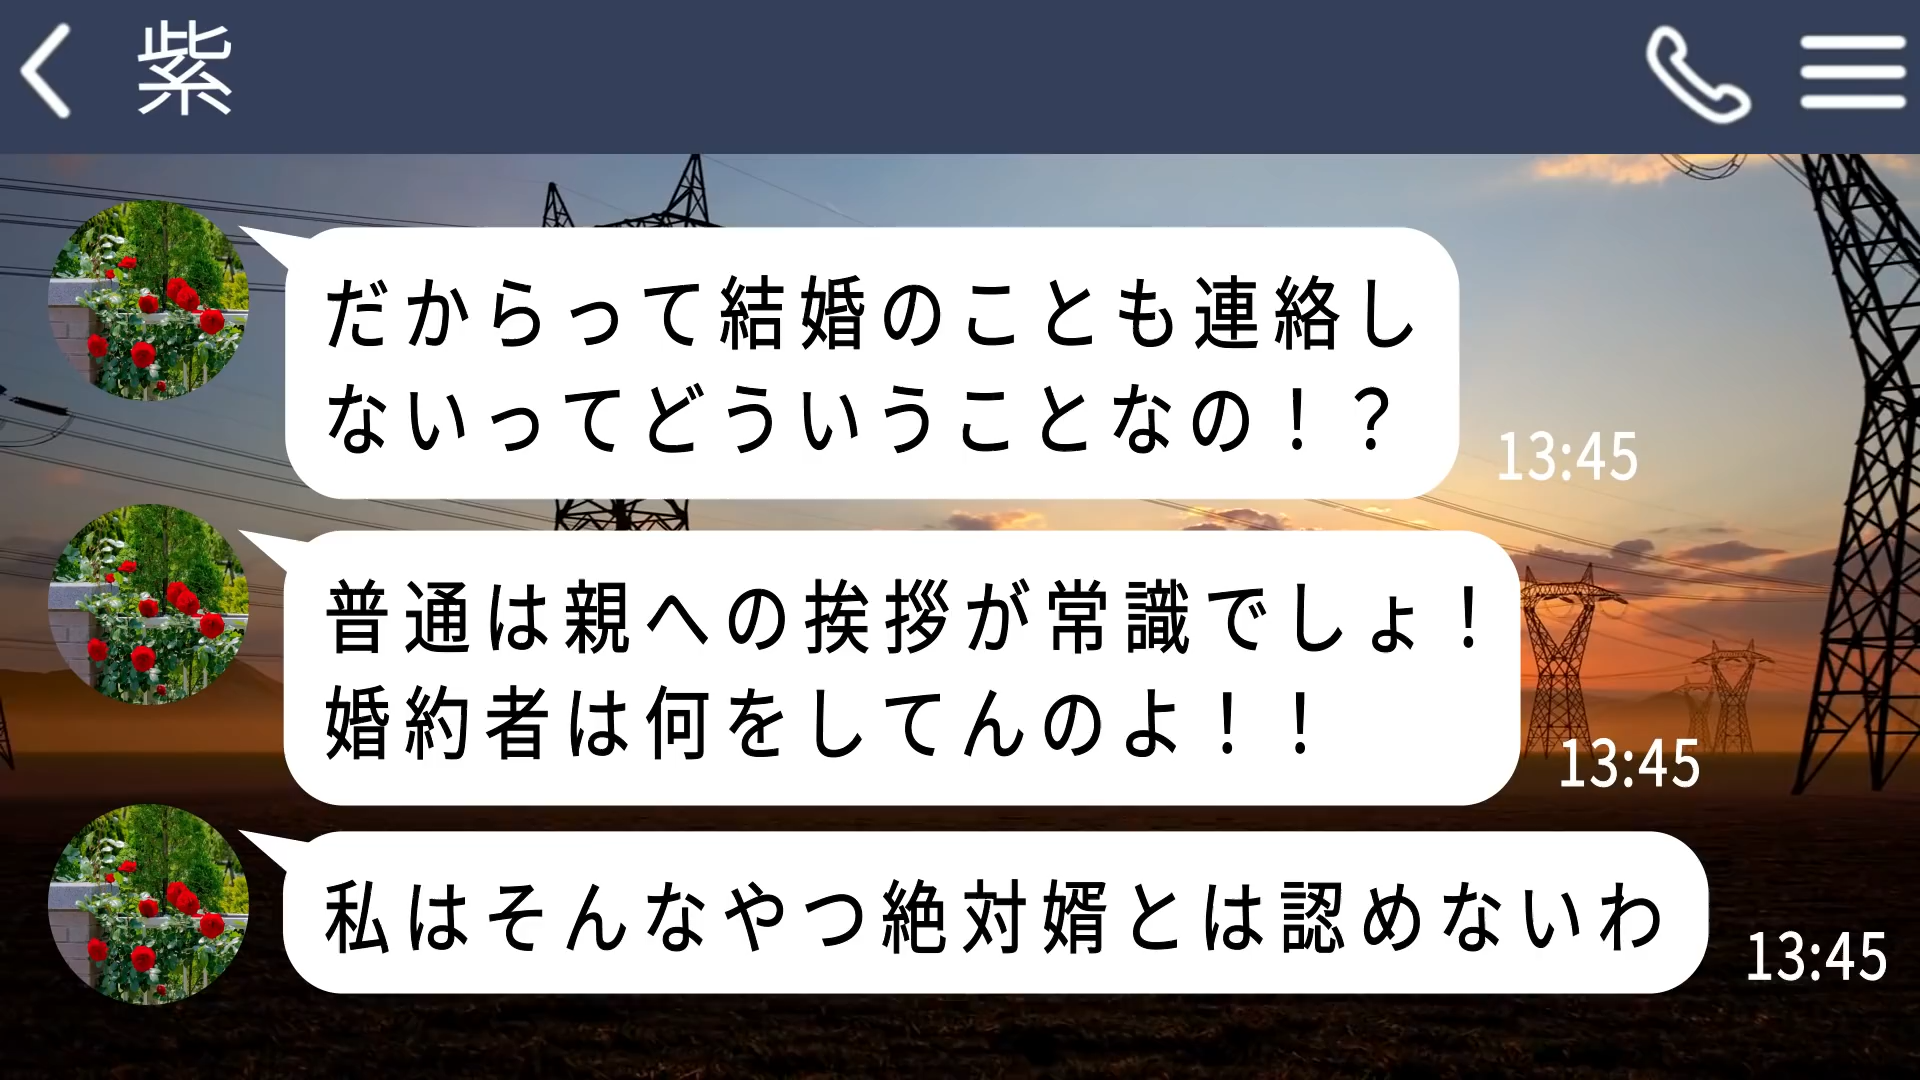 紫
だからって結婚のことも連絡し
ないってどういうことなの！？
13:45
普通は親への挨拶が常識でしょ！
婚約者は何をしてんのよ！！
13:45
私はそんなやつ絶対婿とは認めないわ
13:45